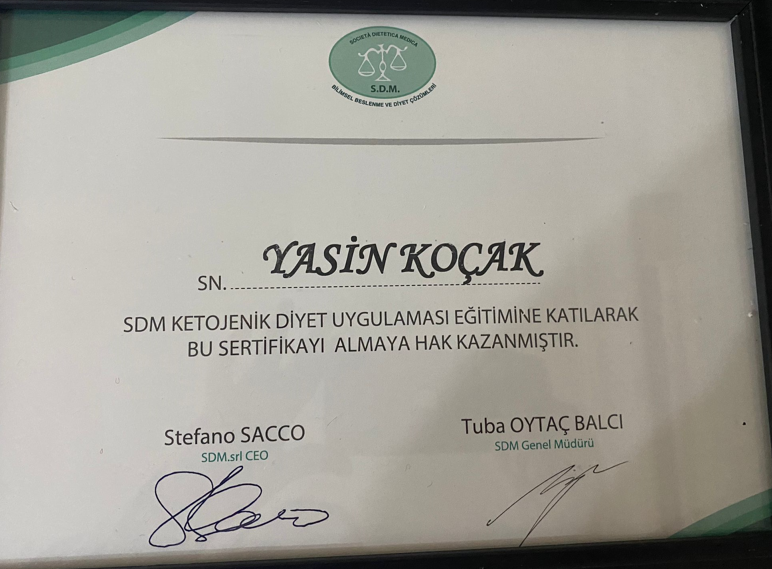 SOCIETÀ DIETETICA MEDICA
S.D.M.
BİLİMSEL BESLENME VE DİYET ÇÖZÜMLERİ
SN. YASİN KOÇAK
SDM KETOJENİK DİYET UYGULAMASI EĞİTİMİNE KATILARAK
BU SERTİFİKAYI ALMAYA HAK KAZANMIŞTIR.
Stefano SACCO
SDM.srl CEO
Tuba OYTAÇ BALCI
SDM Genel Müdürü